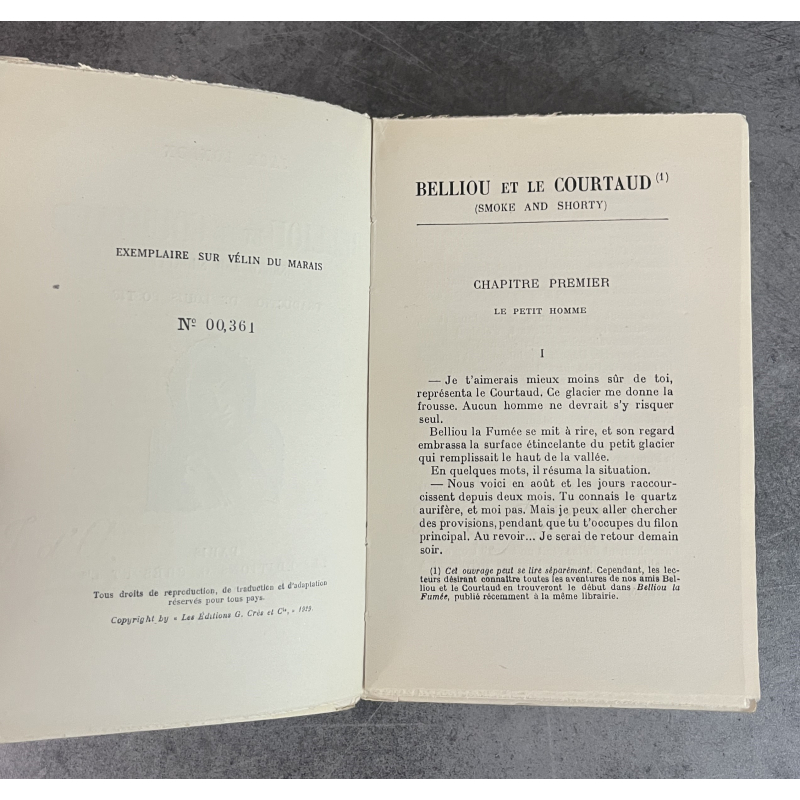 EXEMPLAIRE SUR VÉLIN DU MARAIS
Nº 00,361
Tous droits de reproduction, de traduction et d'adaptation
réservés pour tous pays.
Copyright by « Les Éditions G. Crès et Cie, » 1929.
BELLIOU ET LE COURTAUD (1)
(SMOKE AND SHORTY)
CHAPITRE PREMIER
LE PETIT HOMME
I
— Je t'aimerais mieux moins sûr de toi,
représenta le Courtaud. Ce glacier me donne la
frousse. Aucun homme ne devrait s'y risquer
seul.
Belliou la Fumée se mit à rire, et son regard
embrassa la surface étincelante du petit glacier
qui remplissait le haut de la vallée.
En quelques mots, il résuma la situation.
— Nous voici en août et les jours raccour-
cissent depuis deux mois. Tu connais le quartz
aurifère, et moi pas. Mais je peux aller chercher
des provisions, pendant que tu t'occupes du filon
principal. Au revoir... Je serai de retour demain
soir.
(1) Cet ouvrage peut se lire séparément. Cependant, les lec-
teurs désirant connaître toutes les aventures de nos amis Bel-
liou et le Courtaud en trouveront le début dans Belliou la
Fumée, publié récemment à la même librairie.